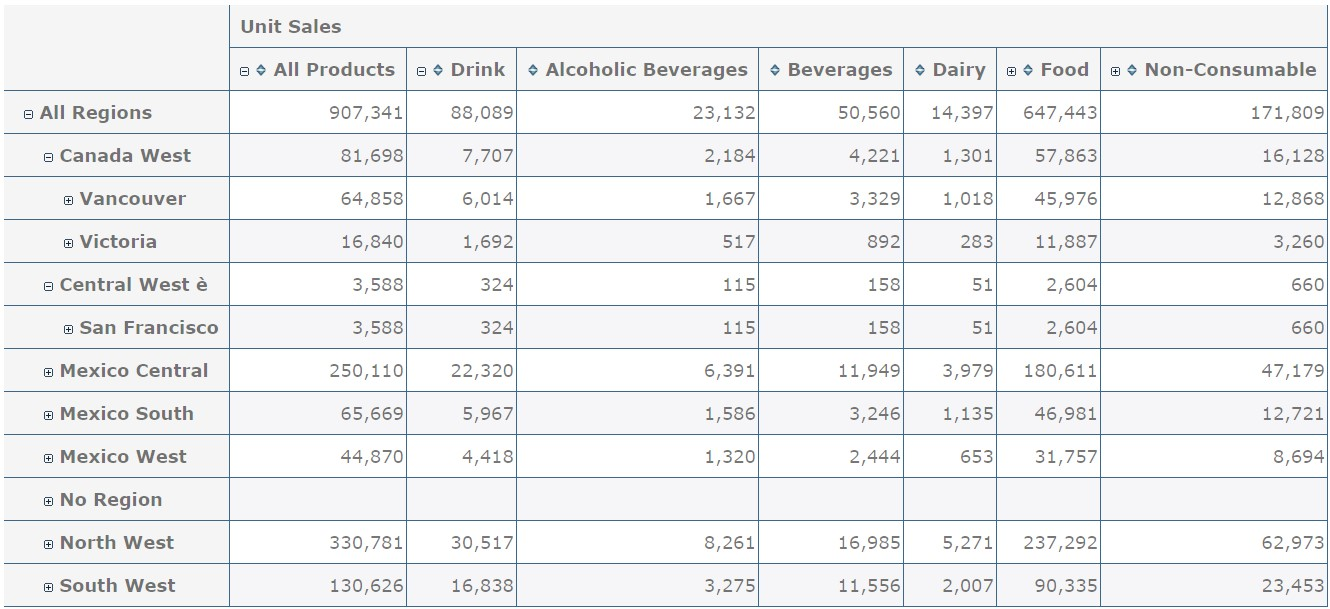 Unit Sales
All Products Drink Alcoholic Beverages Beverages Dairy Food Non-Consumable
All Regions 907,341 88,089 23,132 50,560 14,397 647,443 171,809
Canada West 81,698 7,707 2,184 4,221 1,301 57,863 16,128
Vancouver 64,858 6,014 1,667 3,329 1,018 45,976 12,868
Victoria 16,840 1,692 517 892 283 11,887 3,260
Central West è 3,588 324 115 158 51 2,604 660
San Francisco 3,588 324 115 158 51 2,604 660
Mexico Central 250,110 22,320 6,391 11,949 3,979 180,611 47,179
Mexico South 65,669 5,967 1,586 3,246 1,135 46,981 12,721
Mexico West 44,870 4,418 1,320 2,444 653 31,757 8,694
No Region
North West 330,781 30,517 8,261 16,985 5,271 237,292 62,973
South West 130,626 16,838 3,275 11,556 2,007 90,335 23,453